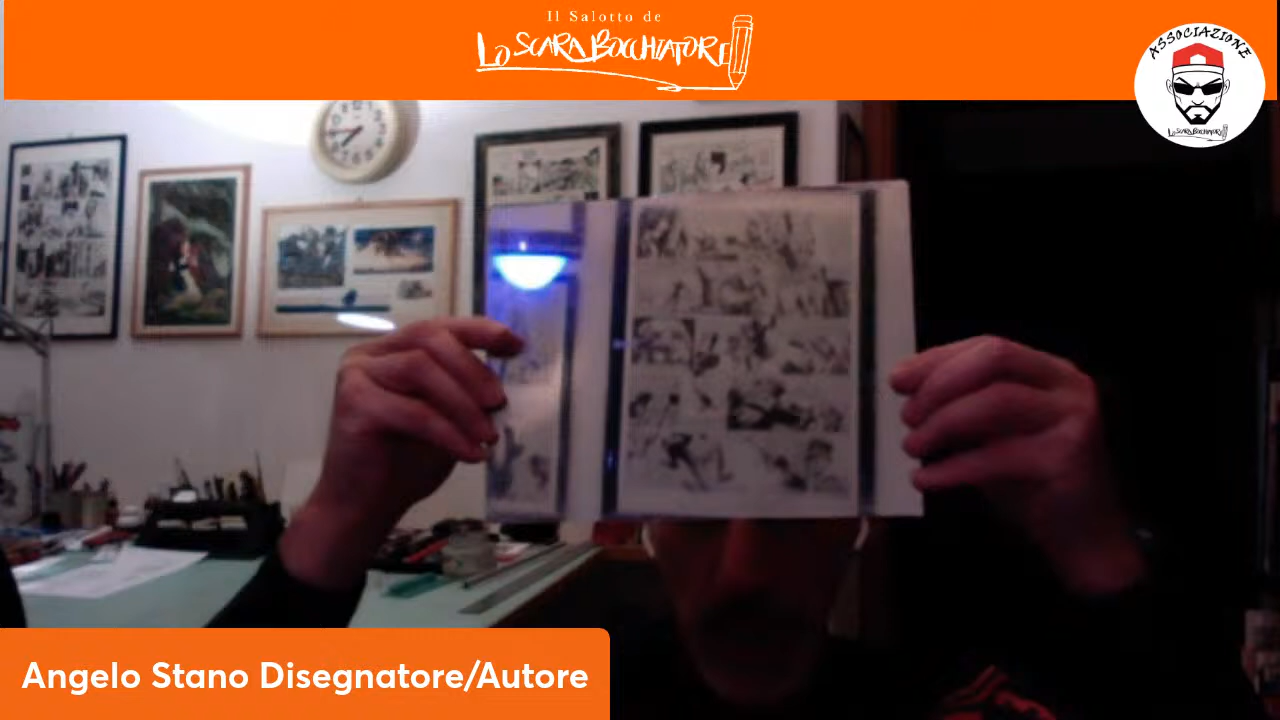 Il Salotto de
Lo SCARABOCCHIATORE
ASSOCIAZIONE
Lo SCARABOCCHIATORE
Angelo Stano Disegnatore/Autore